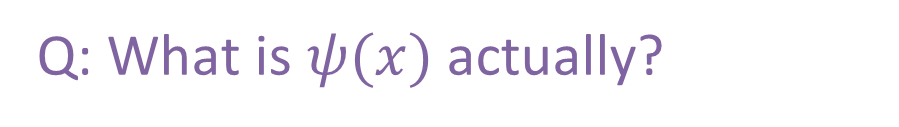 Q: What is 𝜓(𝑥) actually?